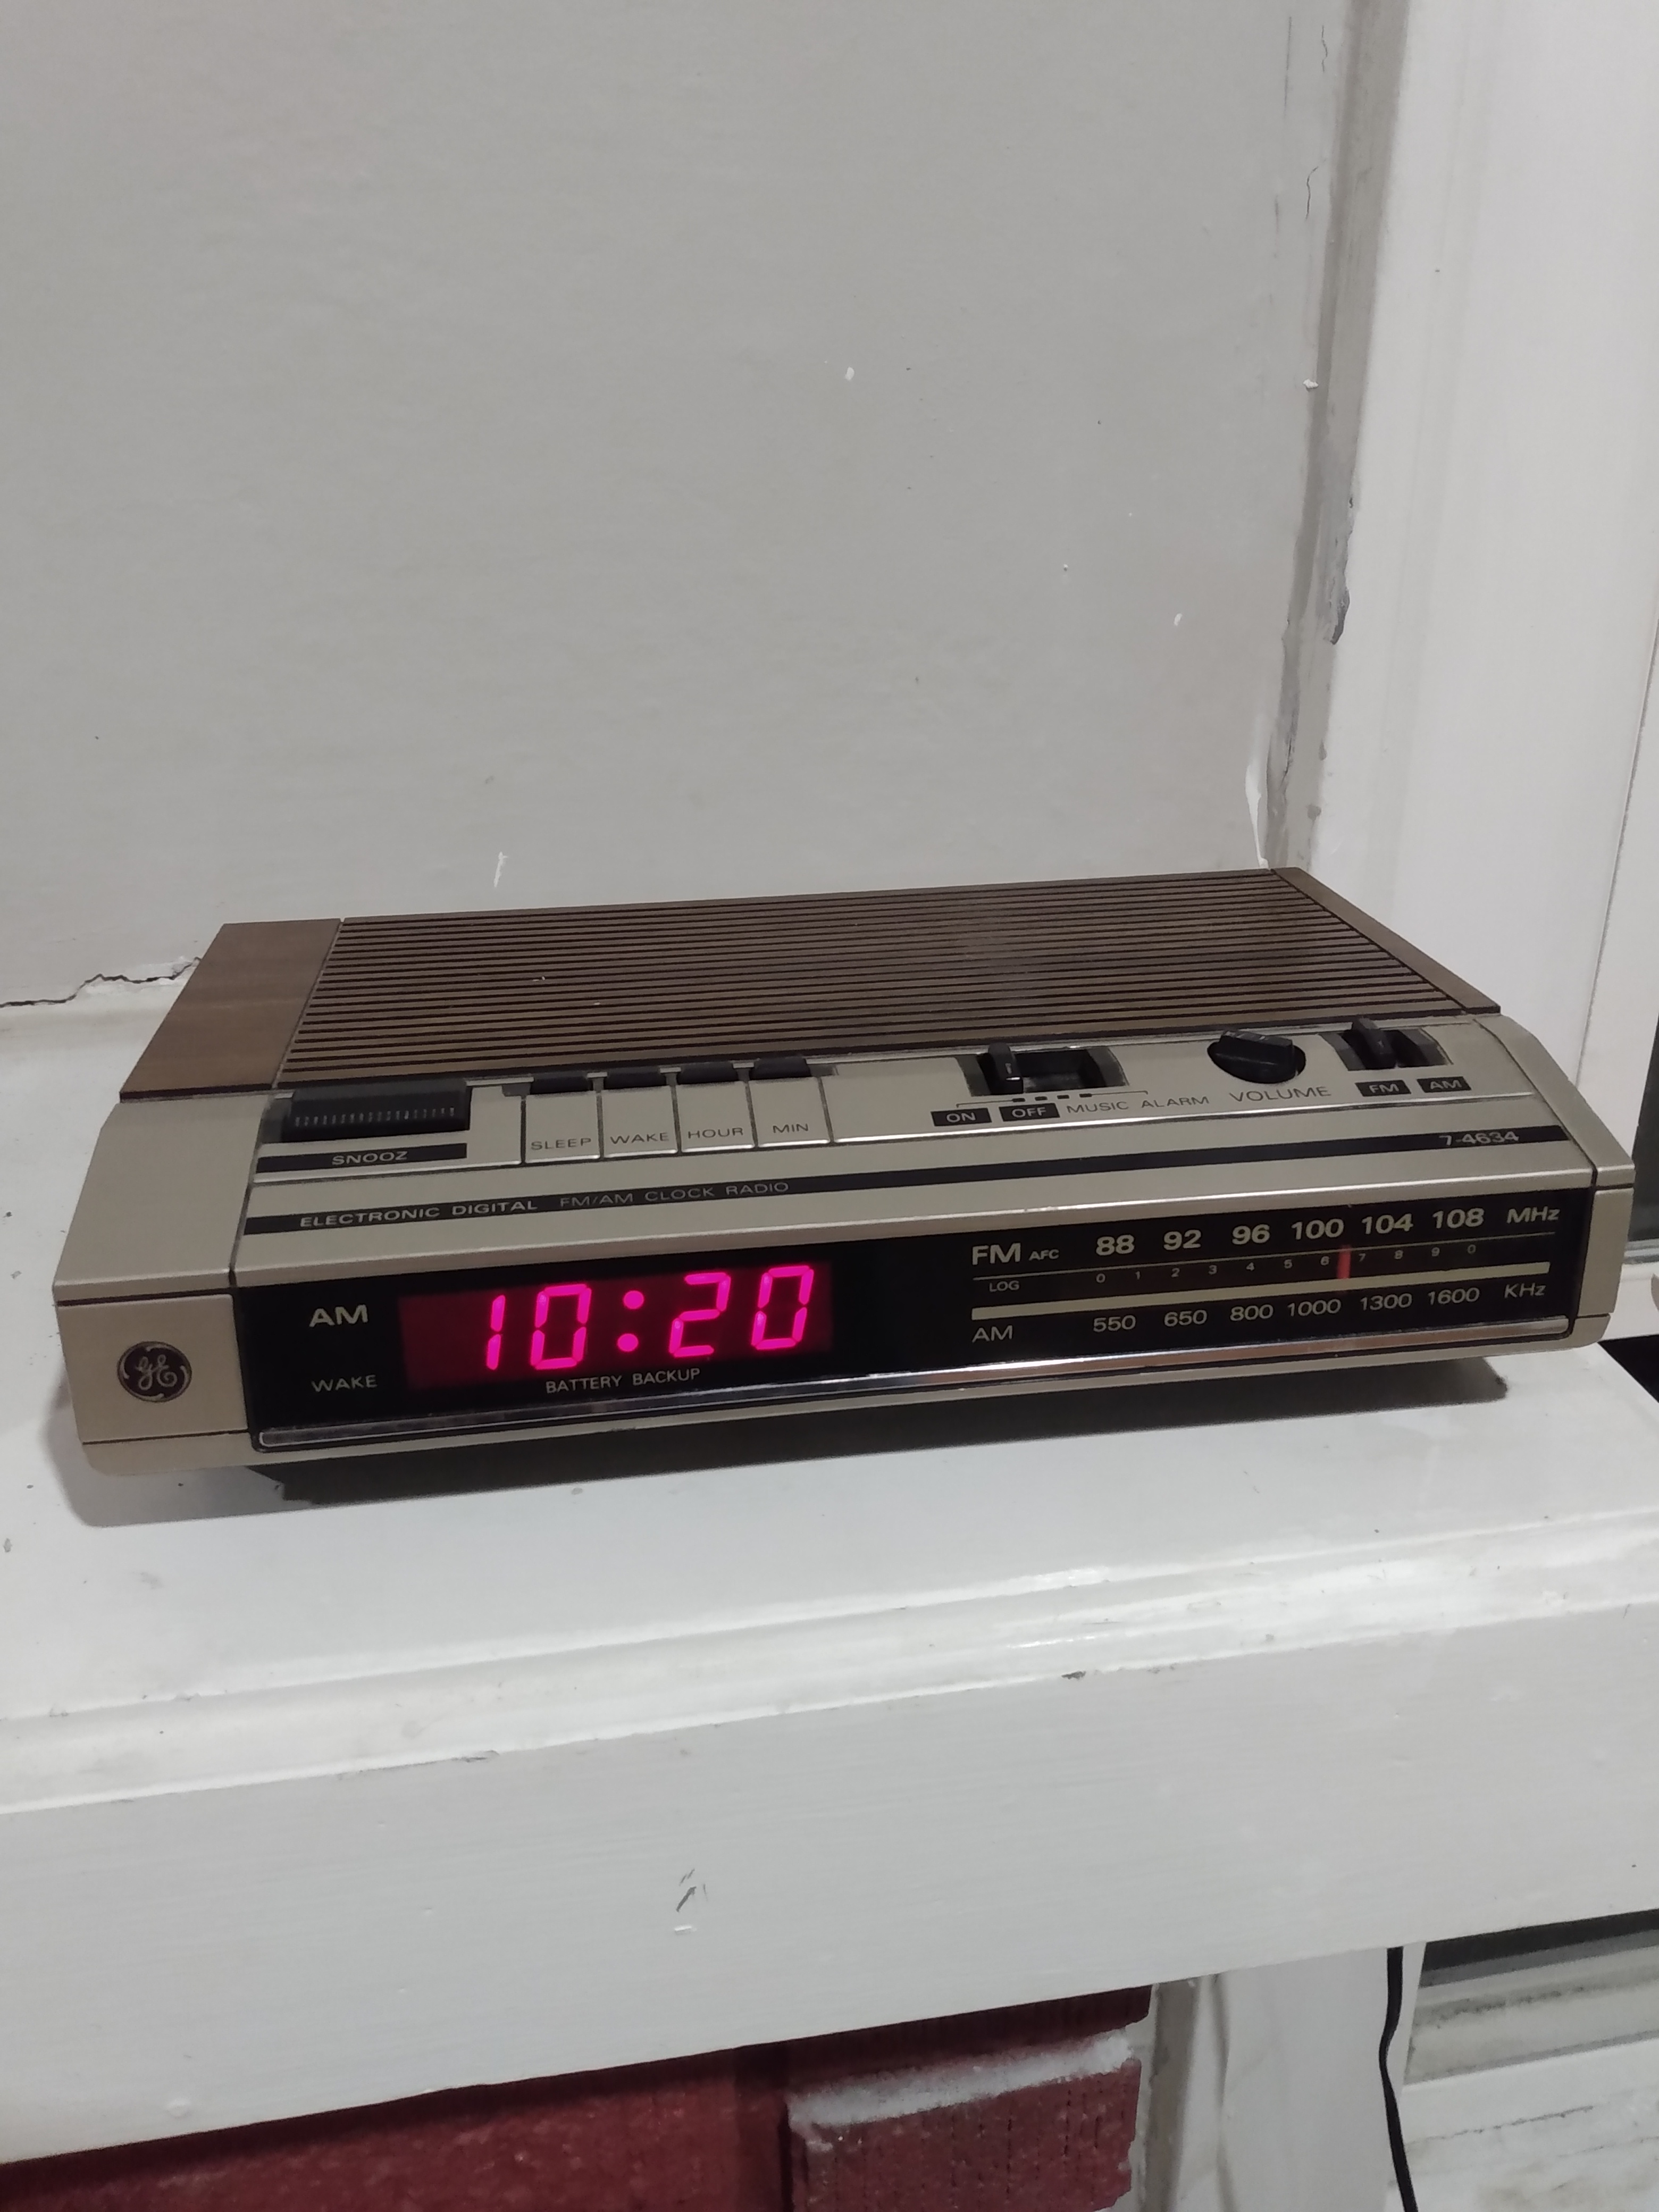 ON OFF MUSIC ALARM VOLUME FM AM
SNOOZ SLEEP WAKE HOUR MIN
ELECTRONIC DIGITAL FM/AM CLOCK RADIO 7-4634
AM 10:20
WAKE BATTERY BACKUP
FM AFC 88 92 96 100 104 108 MHz
LOG 0 1 2 3 4 5 6 7 8 9 0
AM 550 650 800 1000 1300 1600 KHz
GE